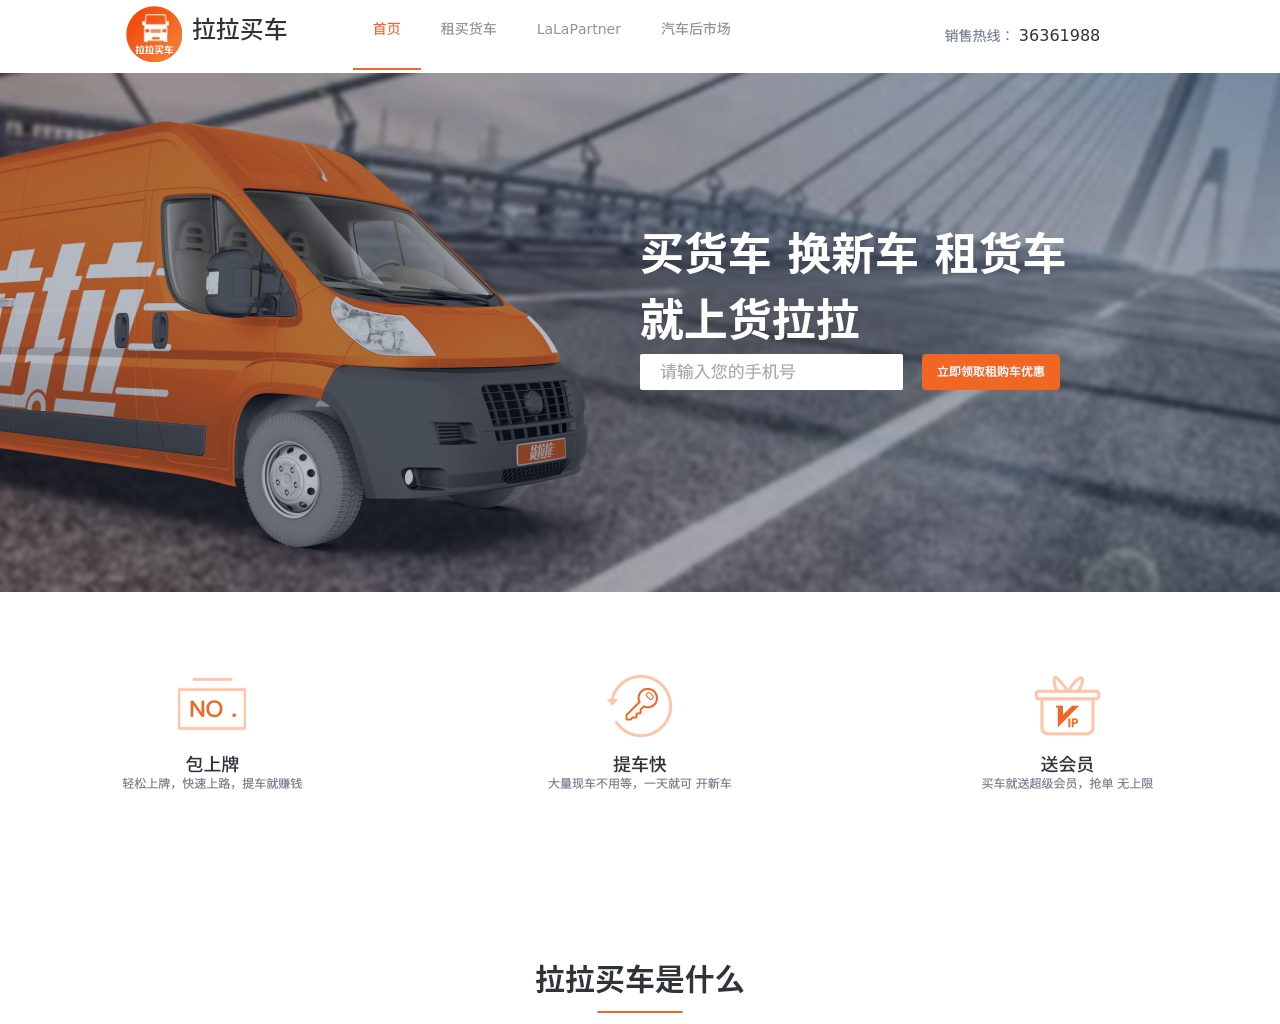 拉拉买车
拉拉买车
首页
租买货车
LaLaPartner
汽车后市场
销售热线： 36361988
买货车 换新车 租货车
就上货拉拉
请输入您的手机号
立即领取租购车优惠
拉
货拉拉
NO .
VIP
包上牌
提车快
送会员
轻松上牌，快速上路，提车就赚钱
大量现车不用等，一天就可 开新车
买车就送超级会员，抢单 无上限
拉拉买车是什么